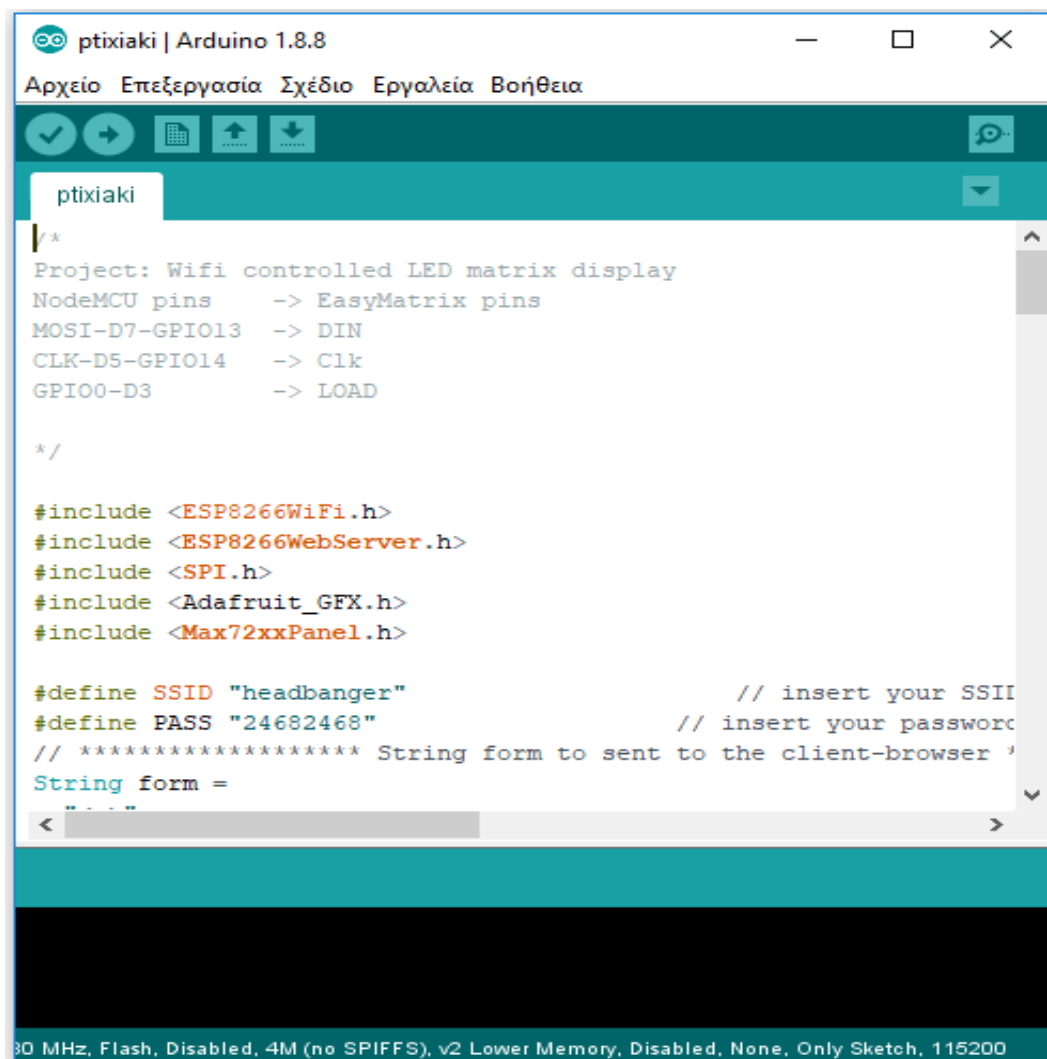 ptixiaki | Arduino 1.8.8
Αρχείο Επεξεργασία Σχέδιο Εργαλεία Βοήθεια
ptixiaki
/*
Project: Wifi controlled LED matrix display
NodeMCU pins    -> EasyMatrix pins
MOSI-D7-GPIO13  -> DIN
CLK-D5-GPIO14   -> Clk
GPIO0-D3        -> LOAD
*/
#include <ESP8266WiFi.h>
#include <ESP8266WebServer.h>
#include <SPI.h>
#include <Adafruit_GFX.h>
#include <Max72xxPanel.h>
#define SSID "headbanger"                      // insert your SSID
#define PASS "24682468"                    // insert your password
// ******************* String form to sent to the client-browser *
String form =
80 MHz, Flash, Disabled, 4M (no SPIFFS), v2 Lower Memory, Disabled, None, Only Sketch, 115200